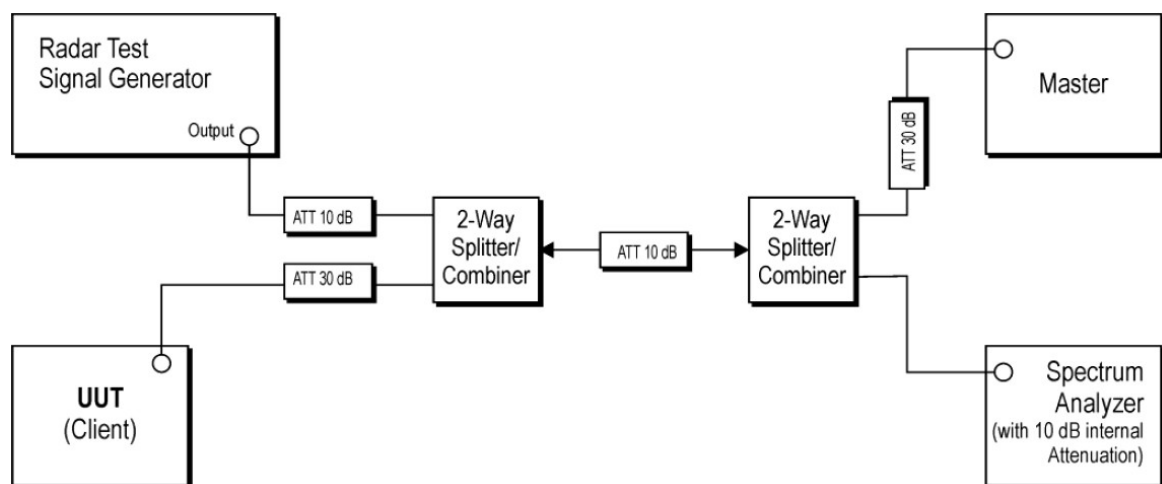 Radar Test
Signal Generator
Output
ATT 10 dB
ATT 30 dB
UUT
(Client)
2-Way
Splitter/
Combiner
ATT 10 dB
2-Way
Splitter/
Combiner
ATT 30 dB
Master
Spectrum
Analyzer
(with 10 dB internal
Attenuation)